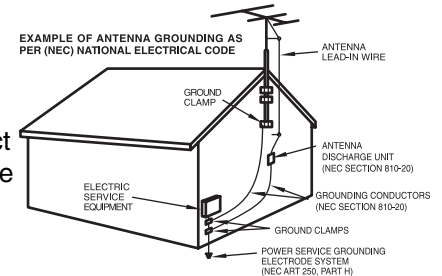 EXAMPLE OF ANTENNA GROUNDING AS
PER (NEC) NATIONAL ELECTRICAL CODE
ANTENNA
LEAD-IN WIRE
GROUND
CLAMP
ct
e
ANTENNA
DISCHARGE UNIT
(NEC SECTION 810-20)
ELECTRIC
SERVICE
EQUIPMENT
GROUNDING CONDUCTORS
(NEC SECTION 810-20)
GROUND CLAMPS
POWER SERVICE GROUNDING
ELECTRODE SYSTEM
(NEC ART 250, PART H)